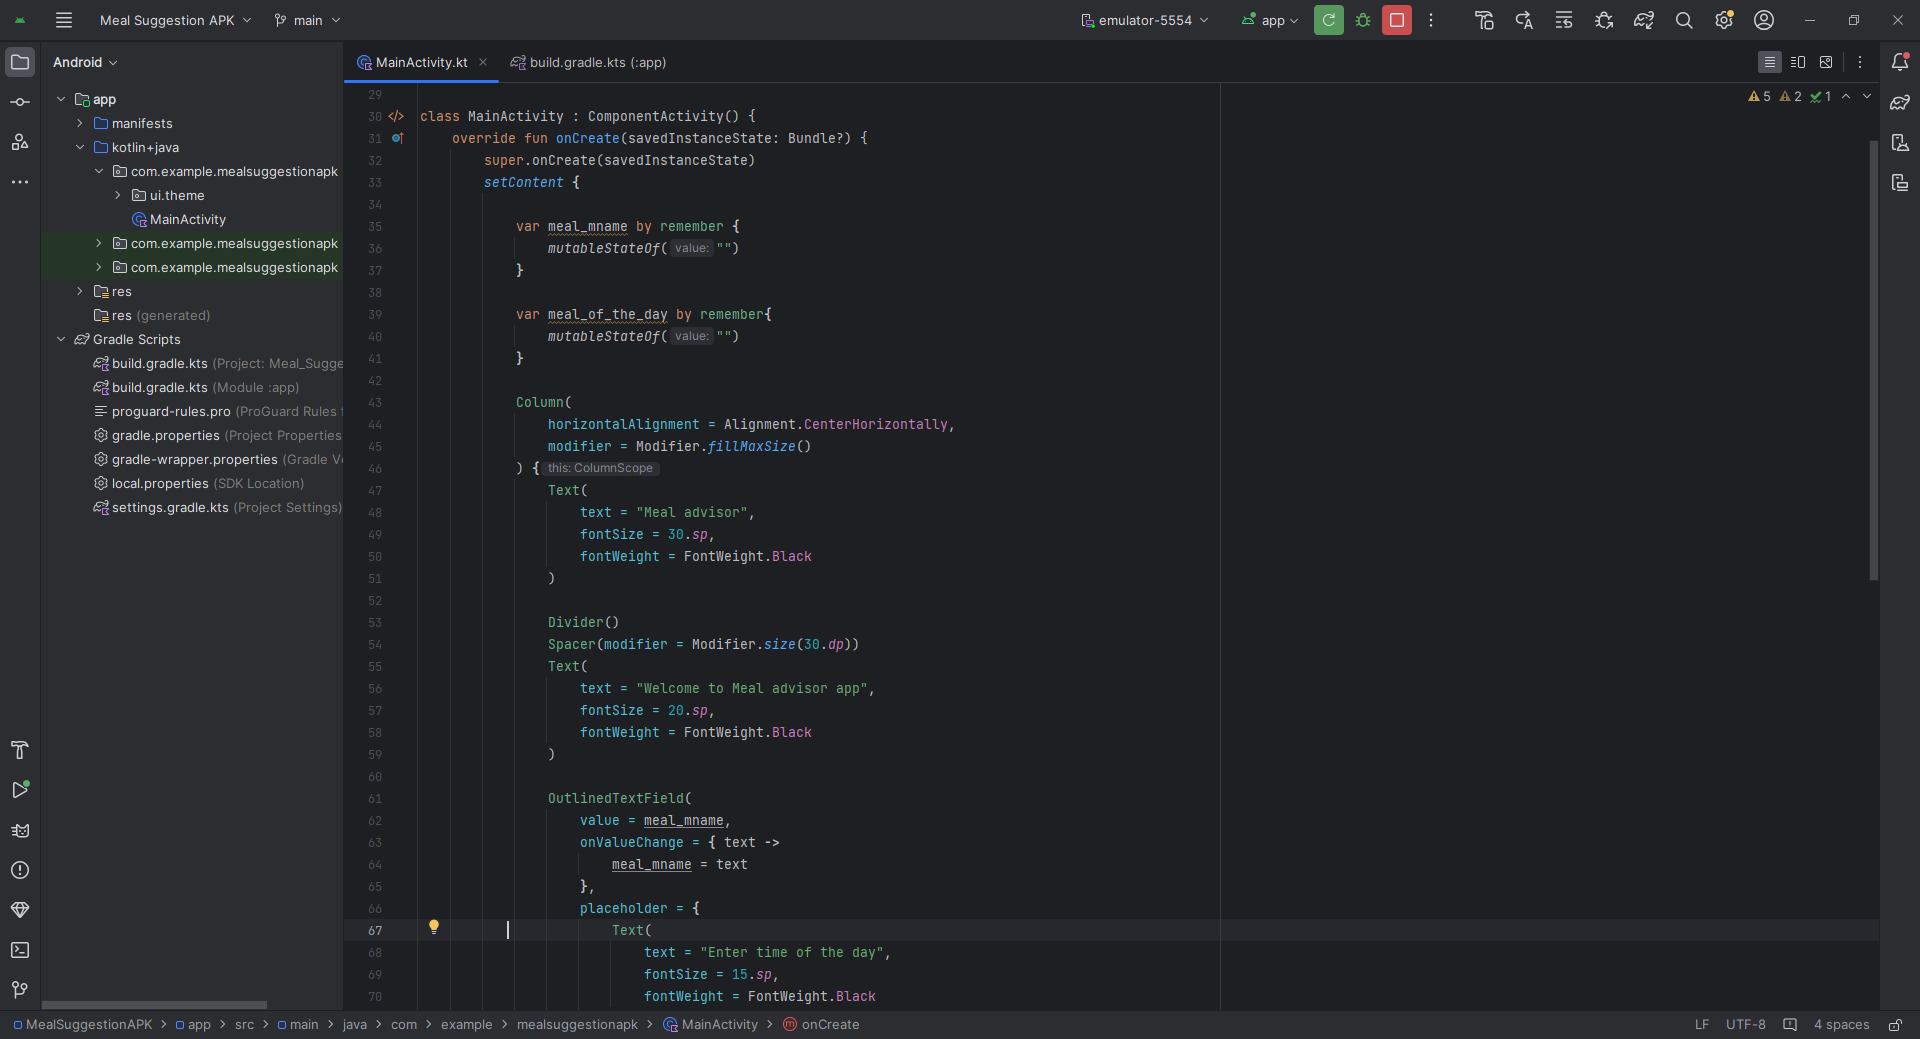 Meal Suggestion APK
main
emulator-5554
app
Android
MainActivity.kt
build.gradle.kts (:app)
5 2 1
app
manifests
kotlin+java
com.example.mealsuggestionapk
ui.theme
MainActivity
com.example.mealsuggestionapk
com.example.mealsuggestionapk
res
res (generated)
Gradle Scripts
build.gradle.kts (Project: Meal_Sugge
build.gradle.kts (Module :app)
proguard-rules.pro (ProGuard Rules f
gradle.properties (Project Properties
gradle-wrapper.properties (Gradle Ve
local.properties (SDK Location)
settings.gradle.kts (Project Settings)
29
30 class MainActivity : ComponentActivity() {
31 override fun onCreate(savedInstanceState: Bundle?) {
32 super.onCreate(savedInstanceState)
33 setContent {
34
35 var meal_mname by remember {
36 mutableStateOf( value: "")
37 }
38
39 var meal_of_the_day by remember{
40 mutableStateOf( value: "")
41 }
42
43 Column(
44 horizontalAlignment = Alignment.CenterHorizontally,
45 modifier = Modifier.fillMaxSize()
46 ) { this: ColumnScope
47 Text(
48 text = "Meal advisor",
49 fontSize = 30.sp,
50 fontWeight = FontWeight.Black
51 )
52
53 Divider()
54 Spacer(modifier = Modifier.size(30.dp))
55 Text(
56 text = "Welcome to Meal advisor app",
57 fontSize = 20.sp,
58 fontWeight = FontWeight.Black
59 )
60
61 OutlinedTextField(
62 value = meal_mname,
63 onValueChange = { text ->
64 meal_mname = text
65 },
66 placeholder = {
67 Text(
68 text = "Enter time of the day",
69 fontSize = 15.sp,
70 fontWeight = FontWeight.Black
MealSuggestionAPK > app > src > main > java > com > example > mealsuggestionapk > MainActivity > onCreate
LF UTF-8 4 spaces